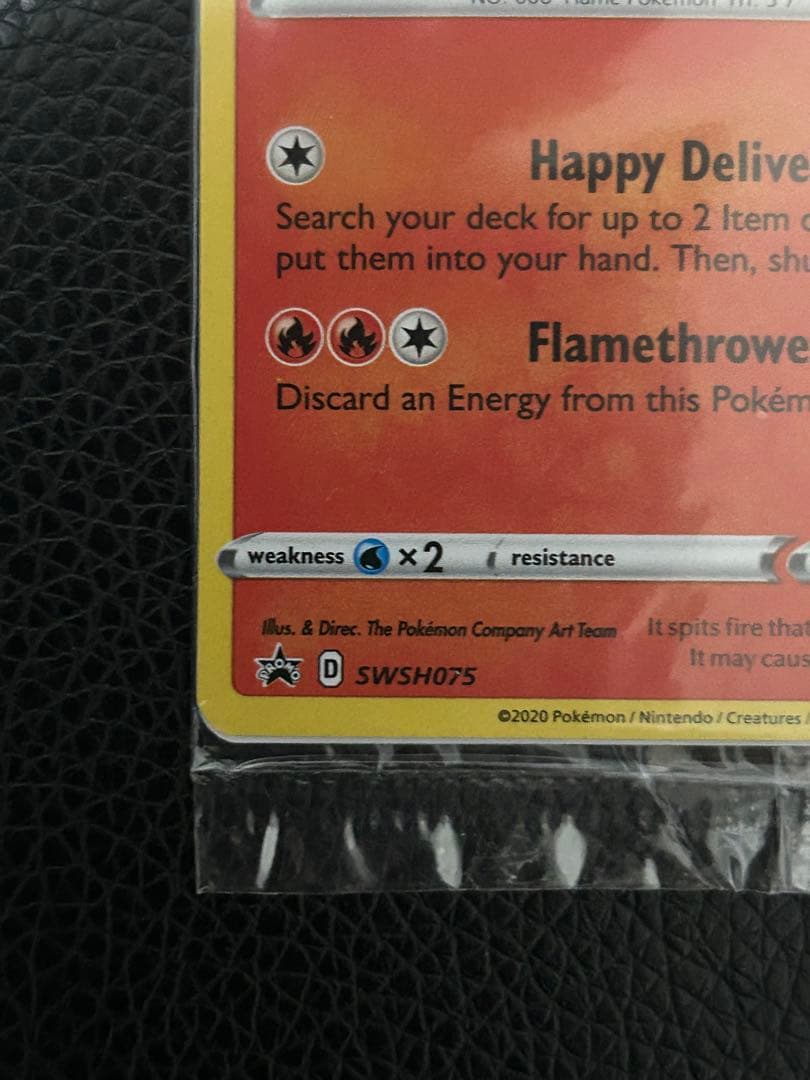 Happy Delive
Search your deck for up to 2 Item
put them into your hand. Then, shu
Flamethrowe
Discard an Energy from this Pokém
weakness ×2 resistance
Illus. & Direc. The Pokémon Company Art Team
It spits fire that
It may caus
PROMO D SWSH075
©2020 Pokémon / Nintendo / Creatures /